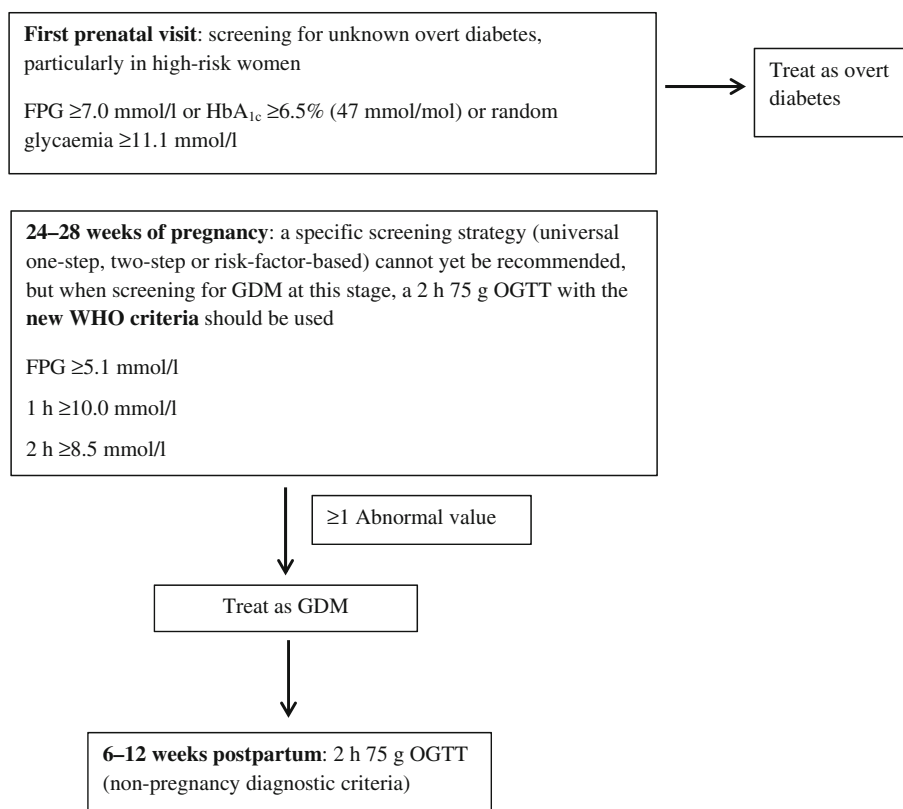 First prenatal visit: screening for unknown overt diabetes,
particularly in high-risk women
FPG ≥7.0 mmol/l or HbA1c ≥6.5% (47 mmol/mol) or random
glycaemia ≥11.1 mmol/l
Treat as overt
diabetes
24–28 weeks of pregnancy: a specific screening strategy (universal
one-step, two-step or risk-factor-based) cannot yet be recommended,
but when screening for GDM at this stage, a 2 h 75 g OGTT with the
new WHO criteria should be used
FPG ≥5.1 mmol/l
1 h ≥10.0 mmol/l
2 h ≥8.5 mmol/l
≥1 Abnormal value
Treat as GDM
6–12 weeks postpartum: 2 h 75 g OGTT
(non-pregnancy diagnostic criteria)